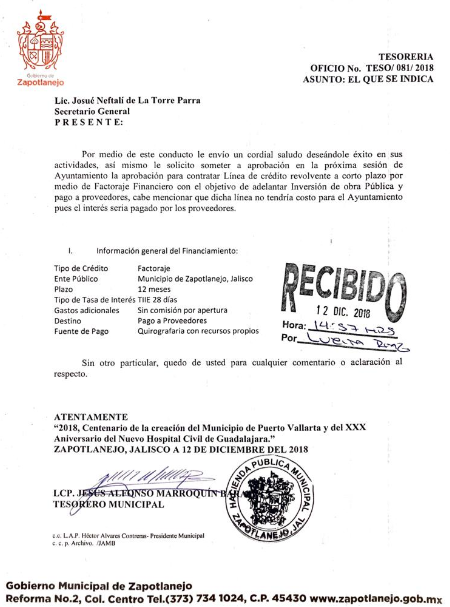 Gobierno de
Zapotlanejo
TESORERIA
OFICIO No. TESO/ 081/ 2018
ASUNTO: EL QUE SE INDICA
Lic. Josué Neftalí de La Torre Parra
Secretario General
P R E S E N T E:
Por medio de este conducto le envío un cordial saludo deseándole éxito en sus
actividades, así mismo le solicito someter a aprobación en la próxima sesión de
Ayuntamiento la aprobación para contratar Línea de crédito revolvente a corto plazo por
medio de Factoraje Financiero con el objetivo de adelantar Inversión de obra Pública y
pago a proveedores, cabe mencionar que dicha línea no tendría costo para el Ayuntamiento
pues el interés seria pagado por los proveedores.
I. Información general del Financiamiento:
Tipo de Crédito Factoraje
Ente Público Municipio de Zapotlanejo, Jalisco
Plazo 12 meses
Tipo de Tasa de Interés TIIE 28 días
Gastos adicionales Sin comisión por apertura
Destino Pago a Proveedores
Fuente de Pago Quirografaria con recursos propios
RECIBIDO
12 DIC. 2018
Hora: 14:57 HRS
Por
Sin otro particular, quedo de usted para cualquier comentario o aclaración al
respecto.
ATENTAMENTE
“2018, Centenario de la creación del Municipio de Puerto Vallarta y del XXX
Aniversario del Nuevo Hospital Civil de Guadalajara.”
ZAPOTLANEJO, JALISCO A 12 DE DICIEMBRE DEL 2018
LCP. JESUS ALFONSO MARROQUIN
TESORERO MUNICIPAL
HACIENDA PUBLICA MUNICIPAL
ZAPOTLANEJO, JAL.
c.c. L.A.P. Héctor Alvares Contreras- Presidente Municipal
c. c. p. Archivo. /JAMB
Gobierno Municipal de Zapotlanejo
Reforma No.2, Col. Centro Tel.(373) 734 1024, C.P. 45430 www.zapotlanejo.gob.mx